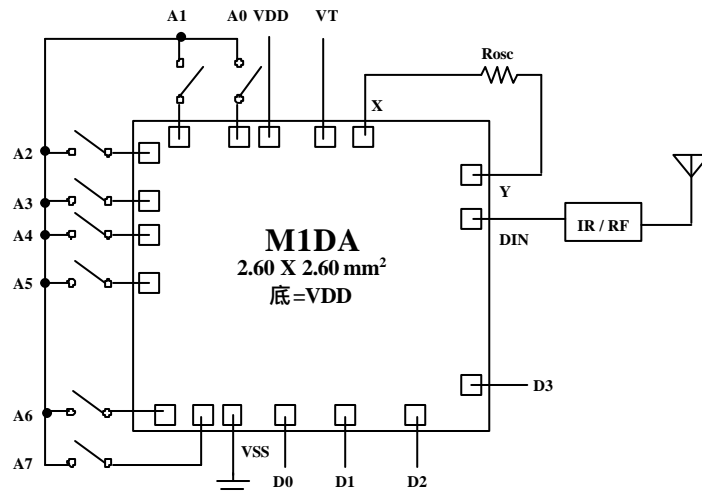 A1
A0 VDD
VT
Rosc
X
A2
A3
A4
A5
Y
DIN
IR / RF
M1DA
2.60 X 2.60 mm²
底=VDD
D3
A6
A7
VSS
D0
D1
D2